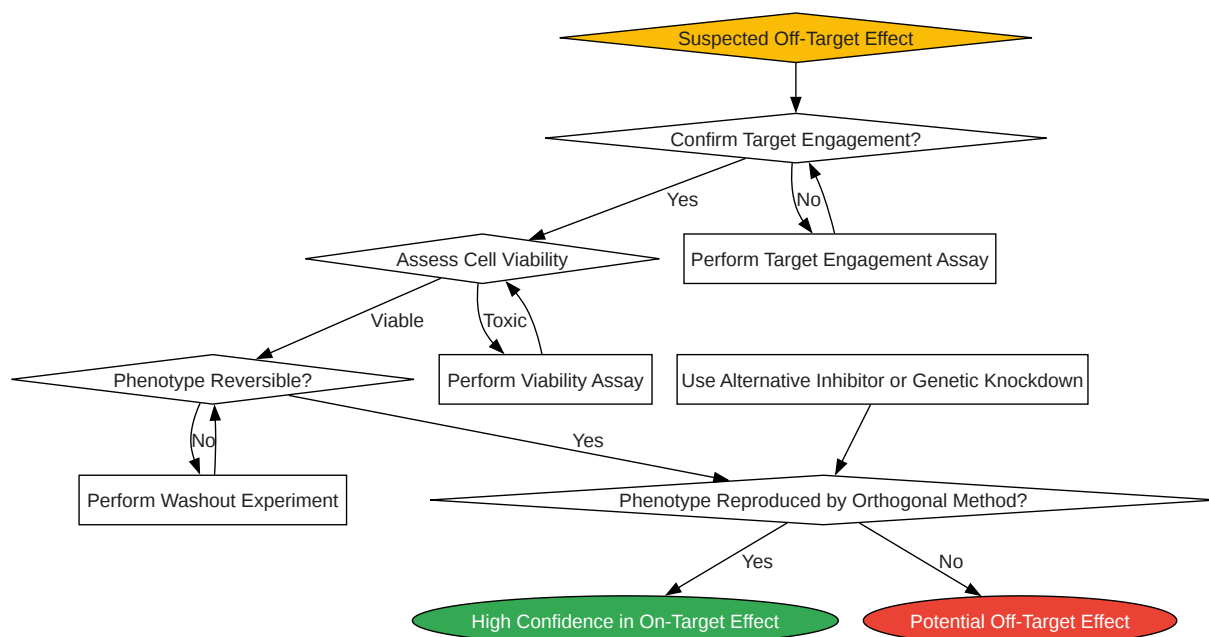 Suspected Off-Target Effect
Confirm Target Engagement?
Yes
No
Assess Cell Viability
Perform Target Engagement Assay
Viable
Toxic
Phenotype Reversible?
Perform Viability Assay
Use Alternative Inhibitor or Genetic Knockdown
No
Yes
Perform Washout Experiment
Phenotype Reproduced by Orthogonal Method?
Yes
No
High Confidence in On-Target Effect
Potential Off-Target Effect